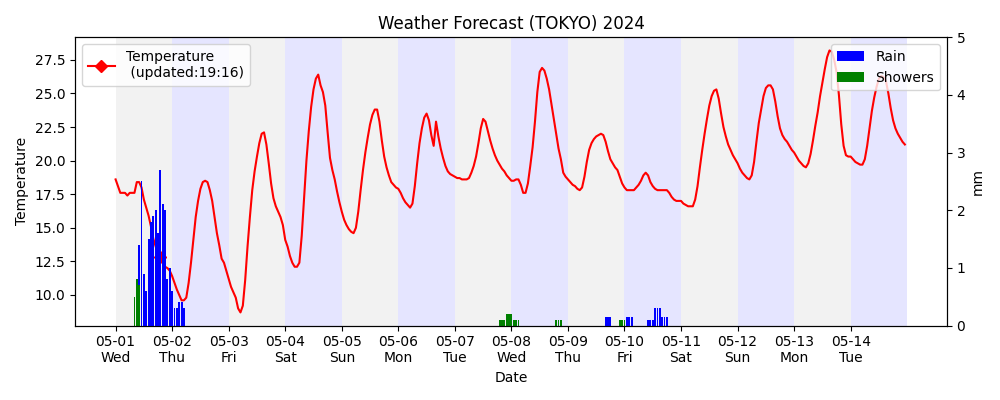 Weather Forecast (TOKYO) 2024
Temperature
(updated:19:16)
Rain
Showers
27.5
25.0
22.5
20.0
17.5
15.0
12.5
10.0
Temperature
5
4
3
2
1
0
mm
05-01 05-02 05-03 05-04 05-05 05-06 05-07 05-08 05-09 05-10 05-11 05-12 05-13 05-14
Wed Thu Fri Sat Sun Mon Tue Wed Thu Fri Sat Sun Mon Tue
Date